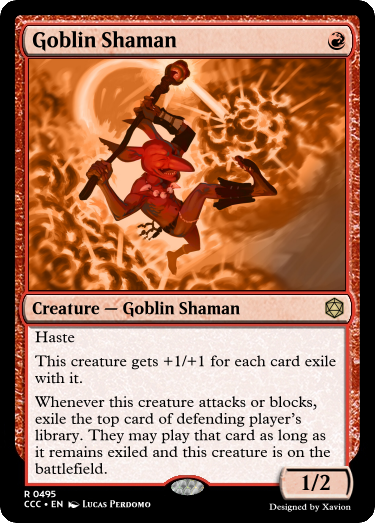 Goblin Shaman
Creature — Goblin Shaman
Haste
This creature gets +1/+1 for each card exile
with it.
Whenever this creature attacks or blocks,
exile the top card of defending player's
library. They may play that card as long as
it remains exiled and this creature is on the
battlefield.
1/2
R 0495
CCC • EN Lucas Perdomo
Designed by Xavion